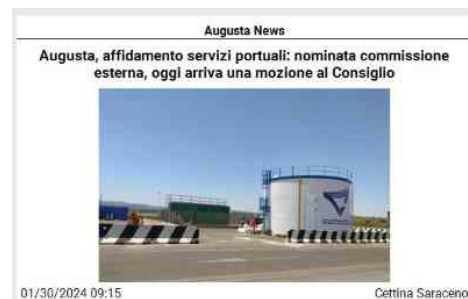 Augusta News
Augusta, affidamento servizi portuali: nominata commissione
esterna, oggi arriva una mozione al Consiglio
01/30/2024 09:15
Cettina Saraceno